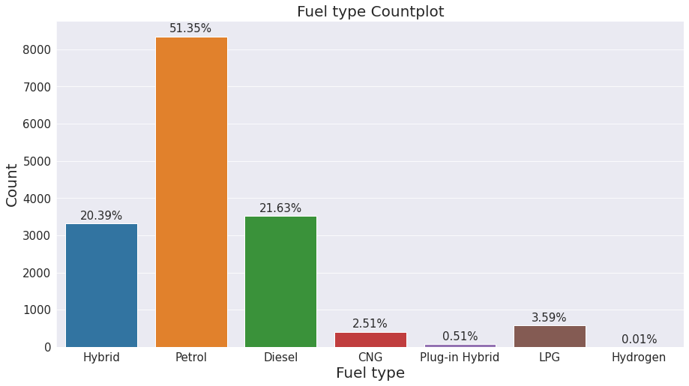 Fuel type Countplot
Count
8000
7000
6000
5000
4000
3000
2000
1000
0
20.39%
51.35%
21.63%
2.51%
0.51%
3.59%
0.01%
Hybrid
Petrol
Diesel
CNG
Plug-in Hybrid
LPG
Hydrogen
Fuel type